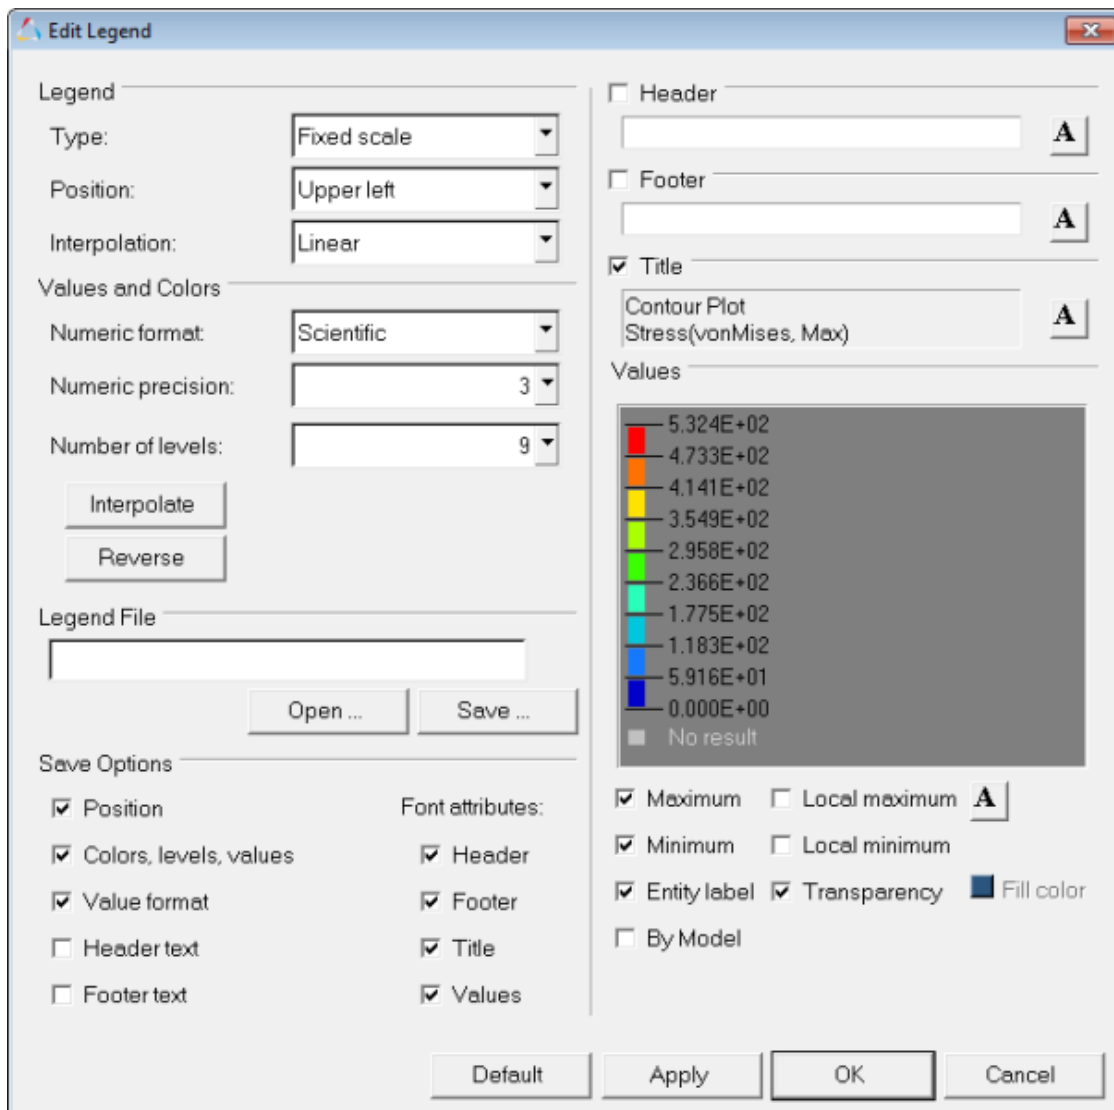 Edit Legend
Legend
Type:
Fixed scale
Position:
Upper left
Interpolation:
Linear
Values and Colors
Numeric format:
Scientific
Numeric precision:
3
Number of levels:
9
Interpolate
Reverse
Legend File
Open ...
Save ...
Save Options
Position
Font attributes:
Colors, levels, values
Header
Value format
Footer
Header text
Title
Footer text
Values
Header
A
Footer
A
Title
Contour Plot
Stress(vonMises, Max)
A
Values
5.324E+02
4.733E+02
4.141E+02
3.549E+02
2.958E+02
2.366E+02
1.775E+02
1.183E+02
5.916E+01
0.000E+00
No result
Maximum
Local maximum
A
Minimum
Local minimum
Entity label
Transparency
Fill color
By Model
Default
Apply
OK
Cancel